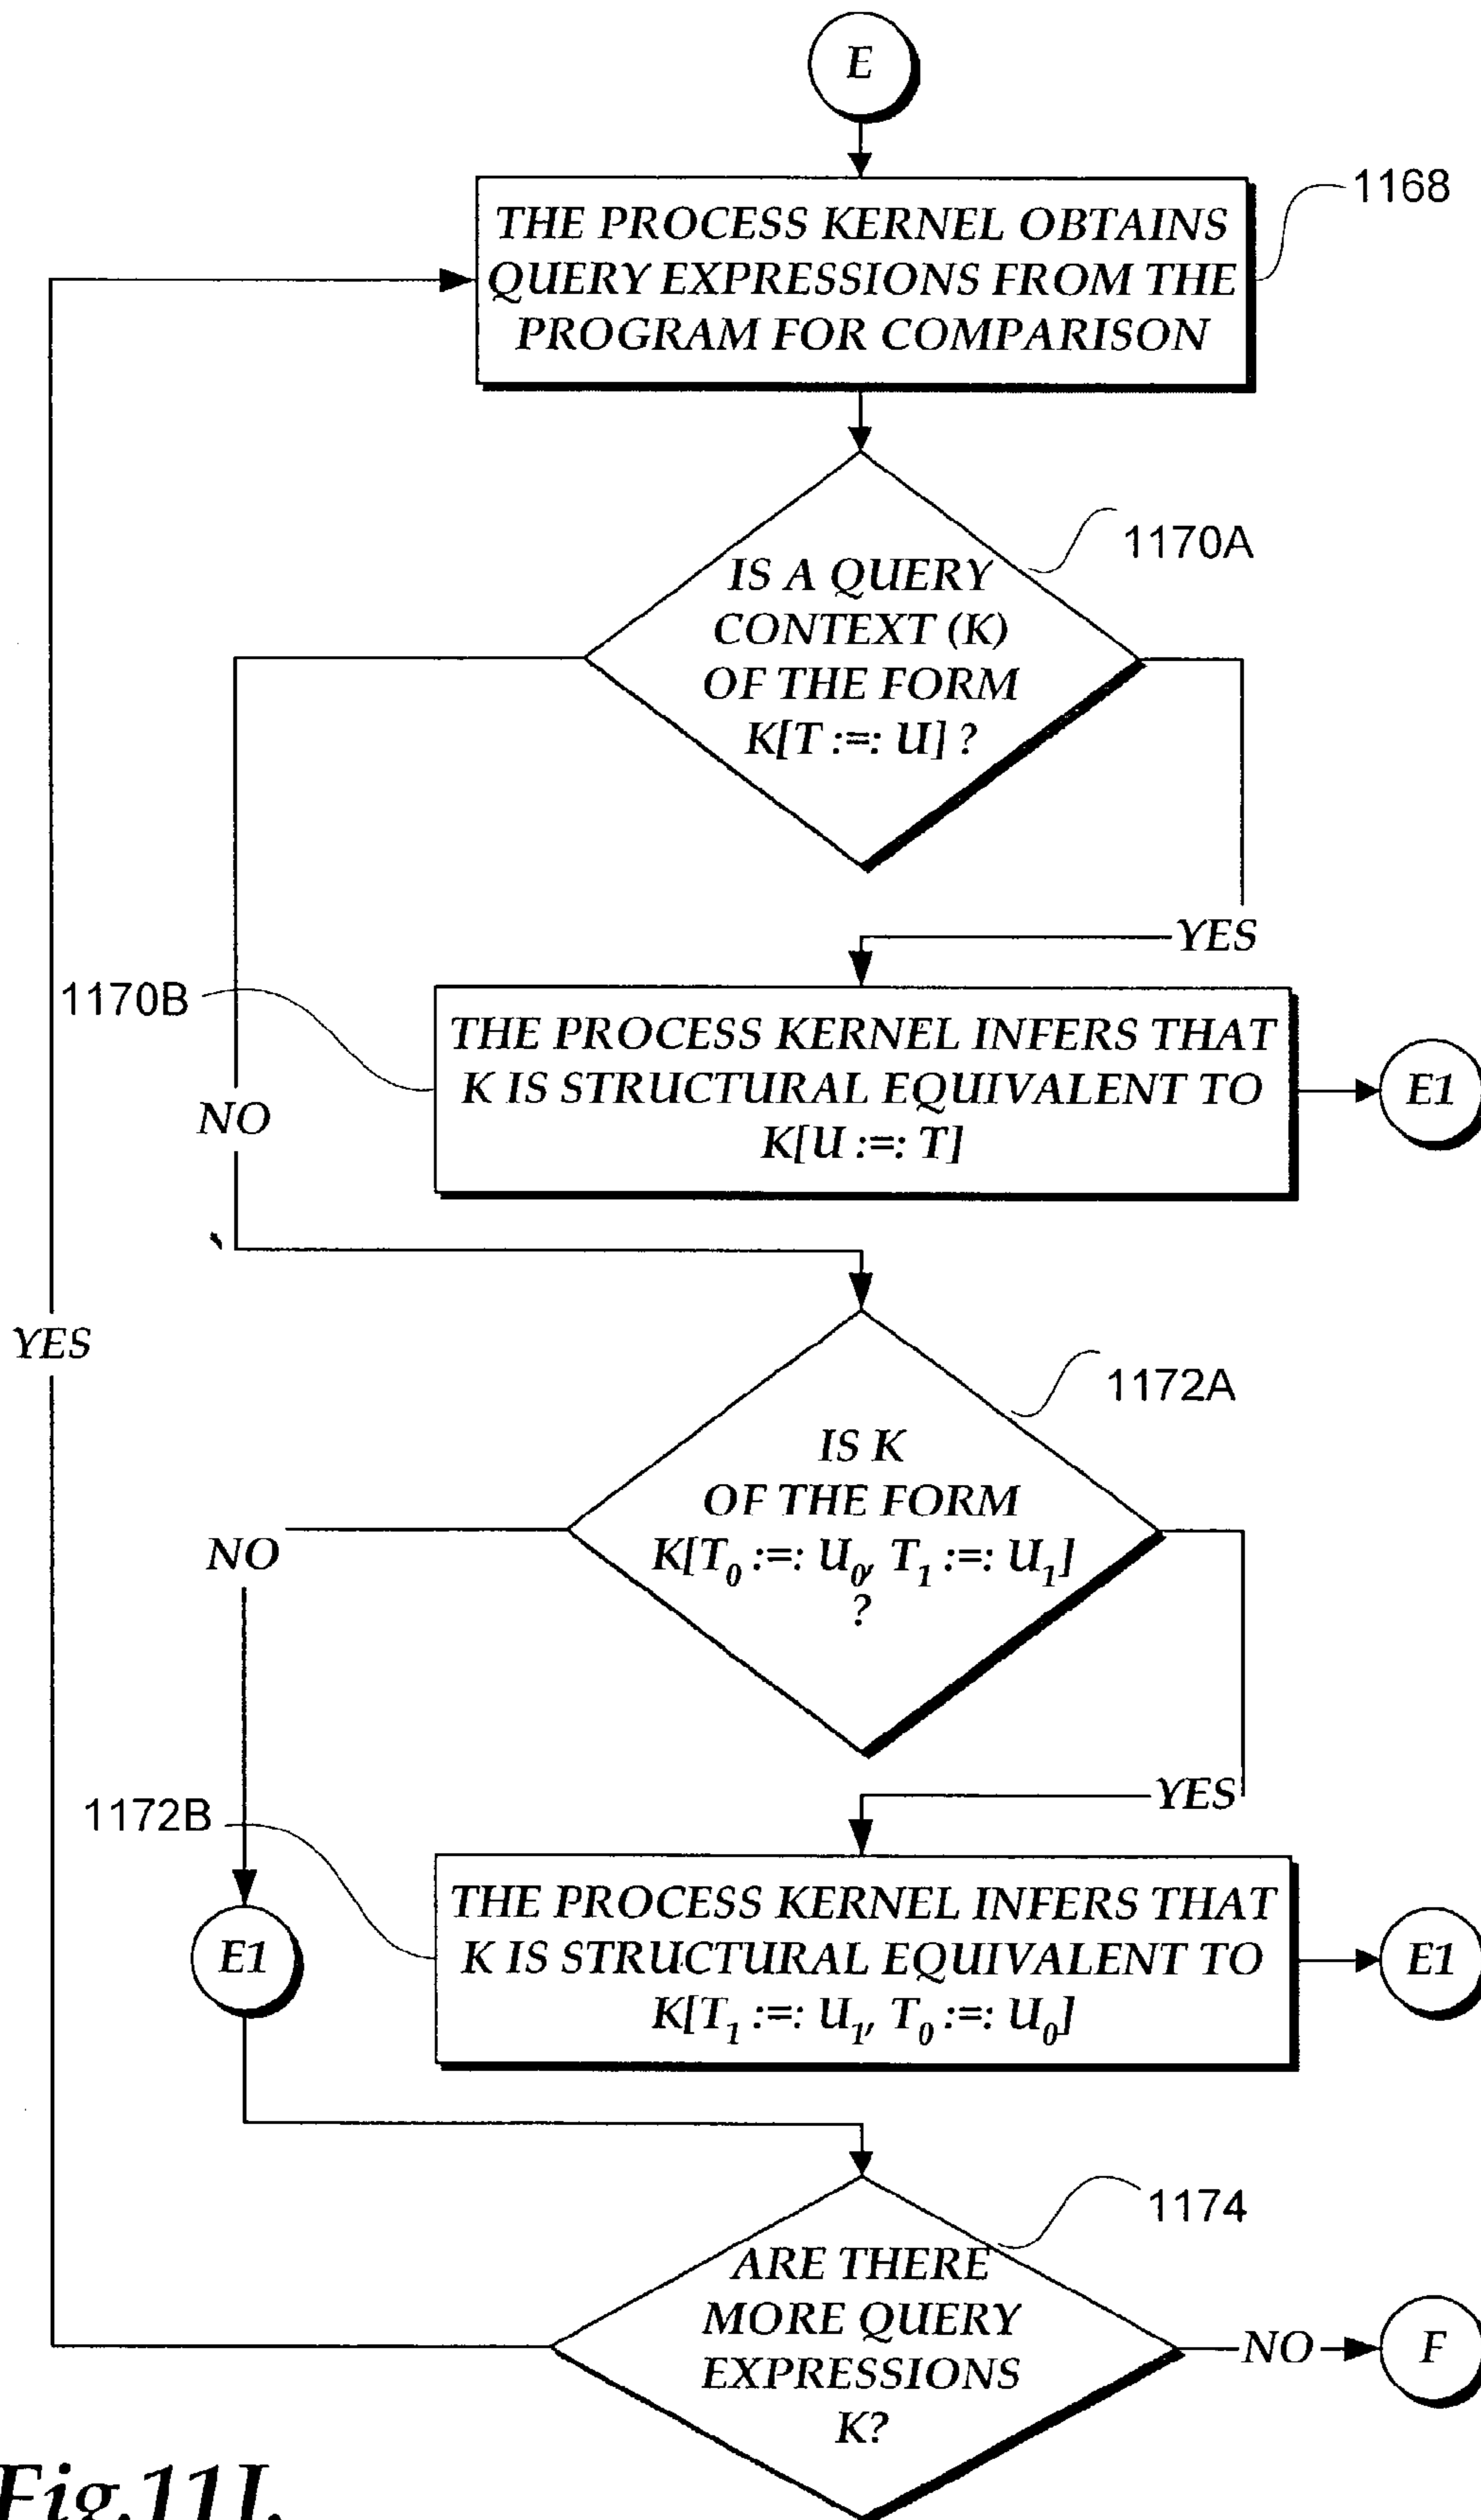 E
THE PROCESS KERNEL OBTAINS
QUERY EXPRESSIONS FROM THE
PROGRAM FOR COMPARISON
1168
IS A QUERY
CONTEXT (K)
OF THE FORM
K[T :=: U] ?
1170A
YES
1170B
THE PROCESS KERNEL INFERS THAT
K IS STRUCTURAL EQUIVALENT TO
K[U :=: T]
E1
NO
YES
IS K
OF THE FORM
K[T₀ :=: U₀, T₁ :=: U₁]
?
1172A
NO
YES
1172B
THE PROCESS KERNEL INFERS THAT
K IS STRUCTURAL EQUIVALENT TO
K[T₁ :=: U₁, T₀ :=: U₀]
E1
E1
ARE THERE
MORE QUERY
EXPRESSIONS
K?
1174
NO
F
Fig.11I.